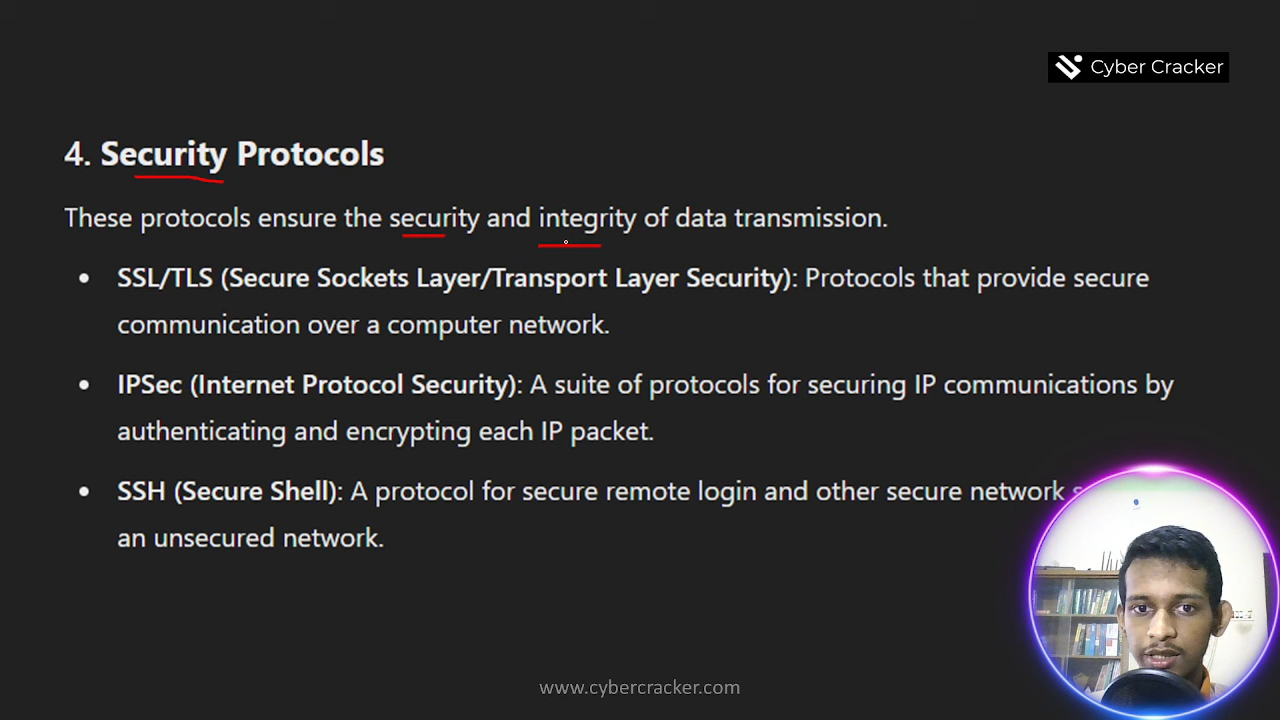 Cyber Cracker
4. Security Protocols
These protocols ensure the security and integrity of data transmission.
• SSL/TLS (Secure Sockets Layer/Transport Layer Security): Protocols that provide secure
communication over a computer network.
• IPSec (Internet Protocol Security): A suite of protocols for securing IP communications by
authenticating and encrypting each IP packet.
• SSH (Secure Shell): A protocol for secure remote login and other secure network
an unsecured network.
www.cybercracker.com